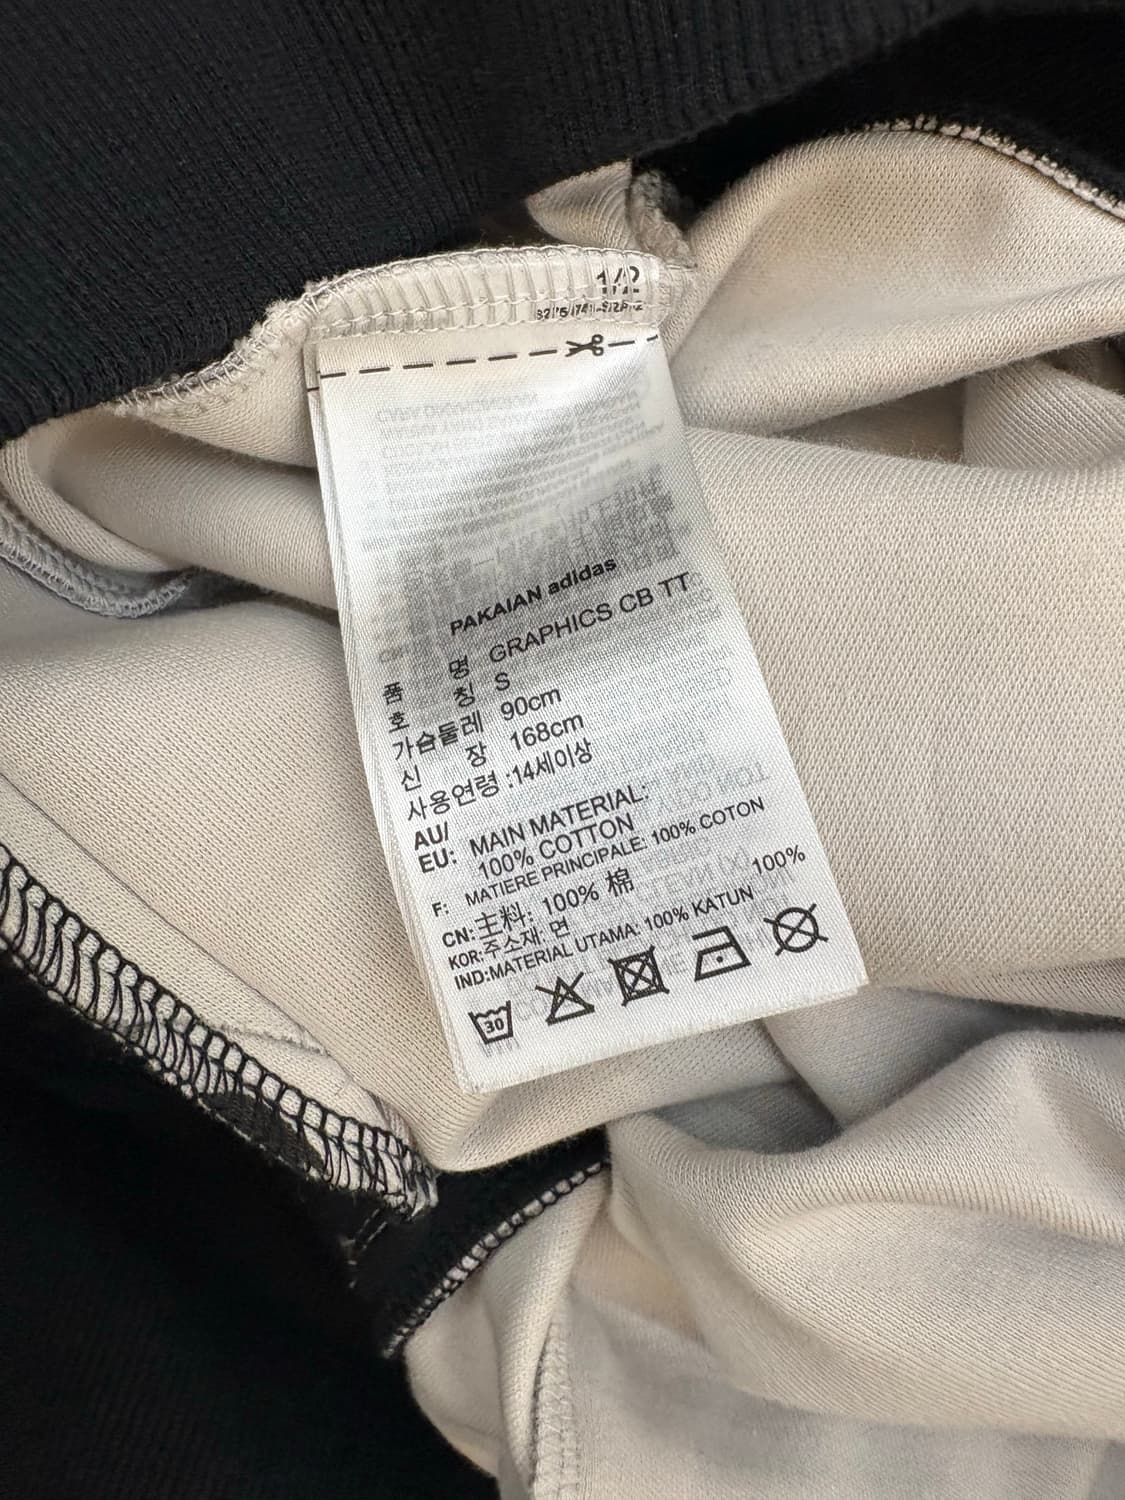 1/2
PAKAIAN adidas
품 명 GRAPHICS CB TT
호 칭 S
가슴둘레 90cm
신 장 168cm
사용연령 :14세이상
AU/
EU: MAIN MATERIAL:
100% COTTON
F: MATIERE PRINCIPALE: 100% COTON
CN:主料: 100% 棉
KOR:주소재: 면 100%
IND:MATERIAL UTAMA: 100% KATUN
30